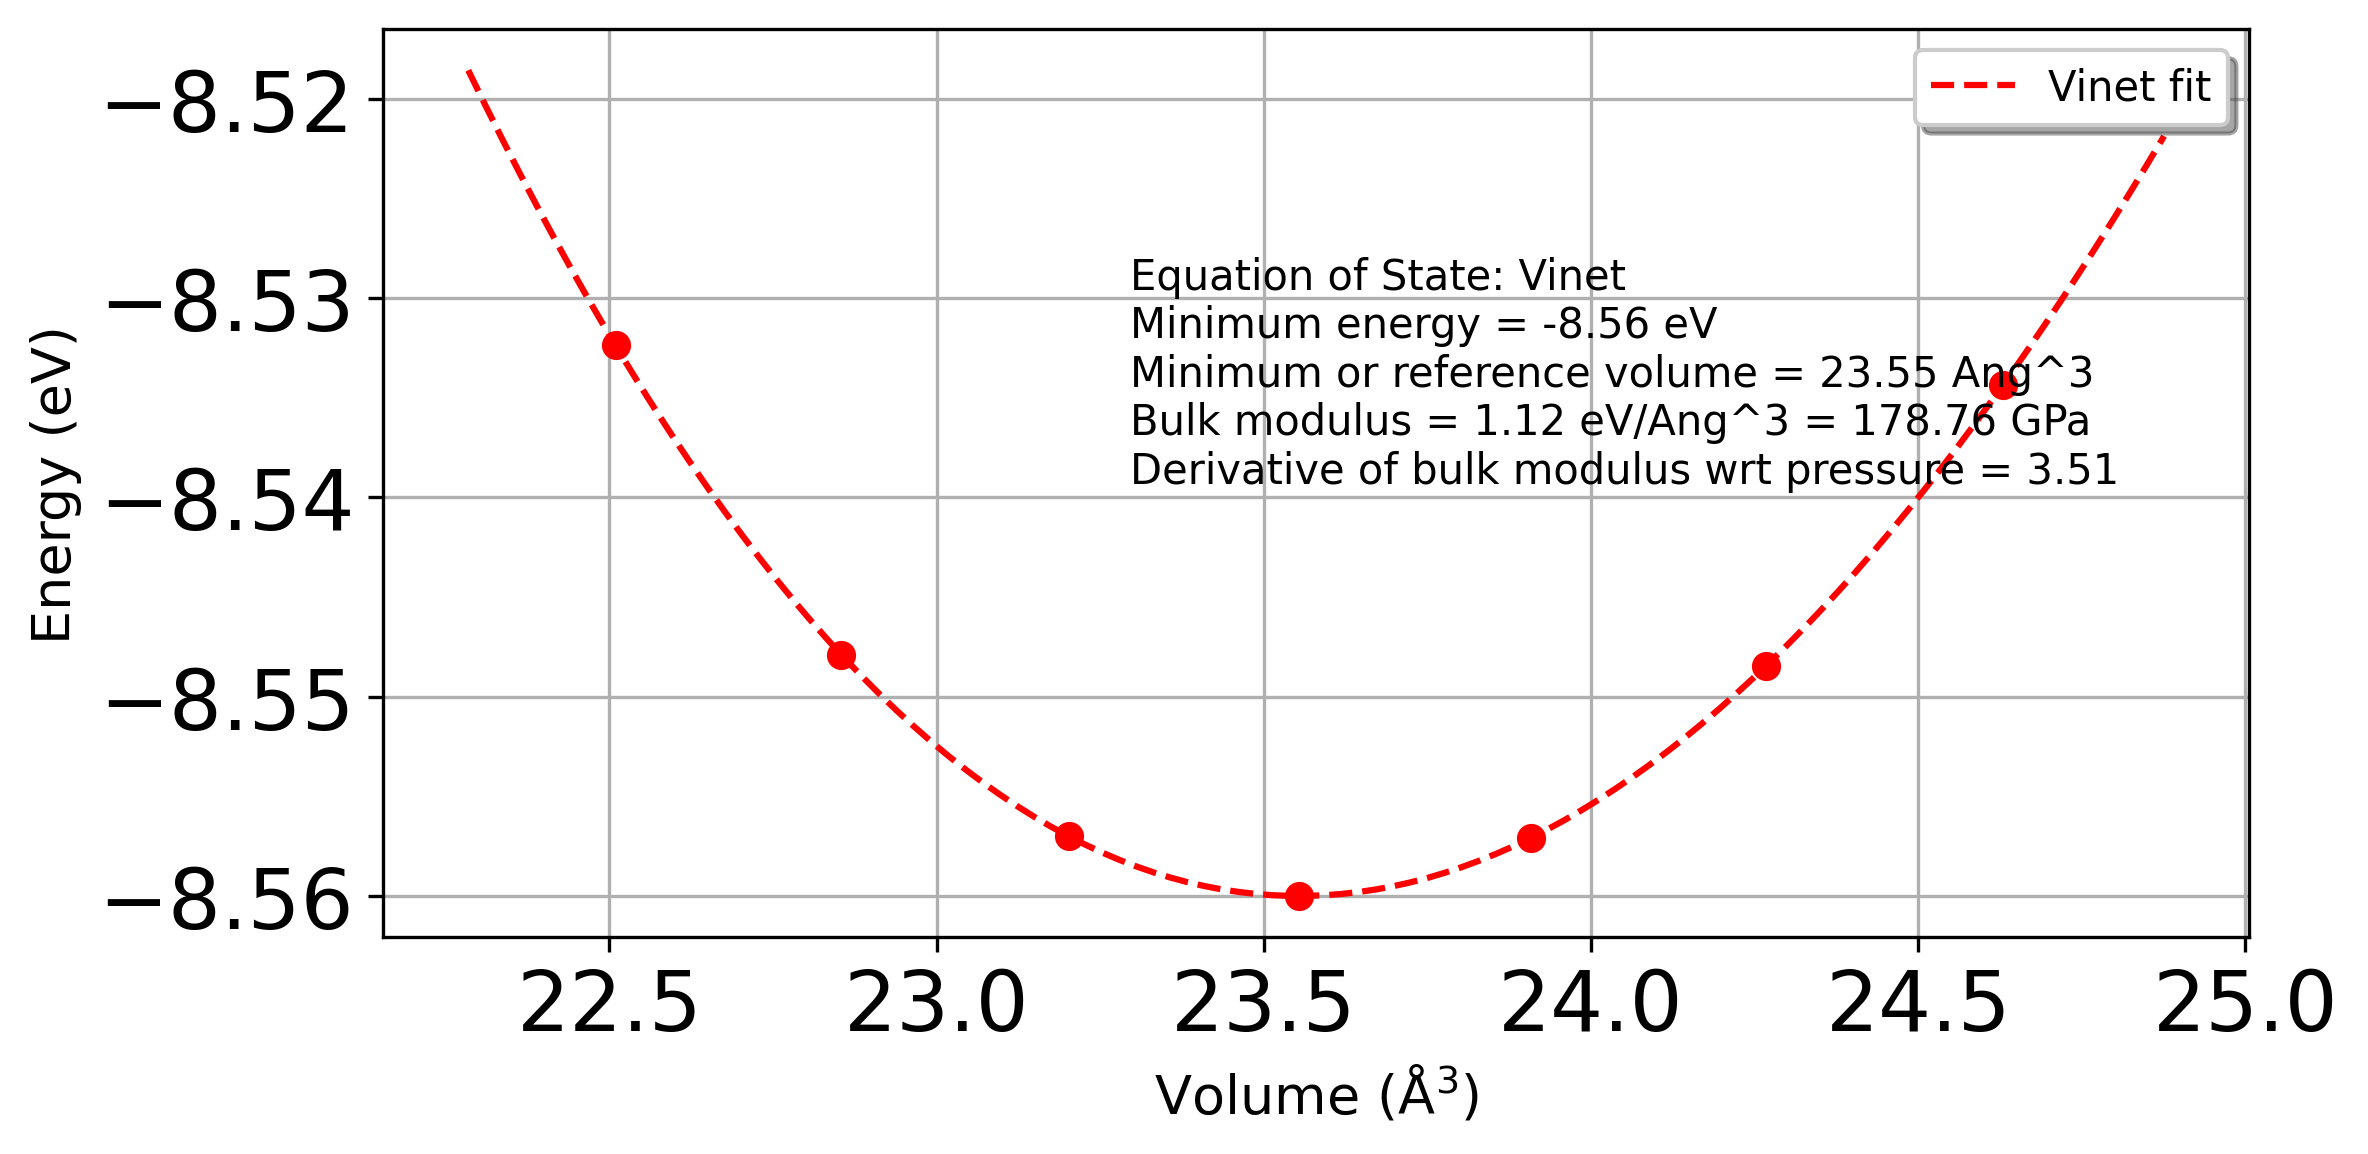 −8.52
−8.53
−8.54
−8.55
−8.56
Energy (eV)
Vinet fit
Equation of State: Vinet
Minimum energy = -8.56 eV
Minimum or reference volume = 23.55 Ang^3
Bulk modulus = 1.12 eV/Ang^3 = 178.76 GPa
Derivative of bulk modulus wrt pressure = 3.51
22.5 23.0 23.5 24.0 24.5 25.0
Volume (Å³)